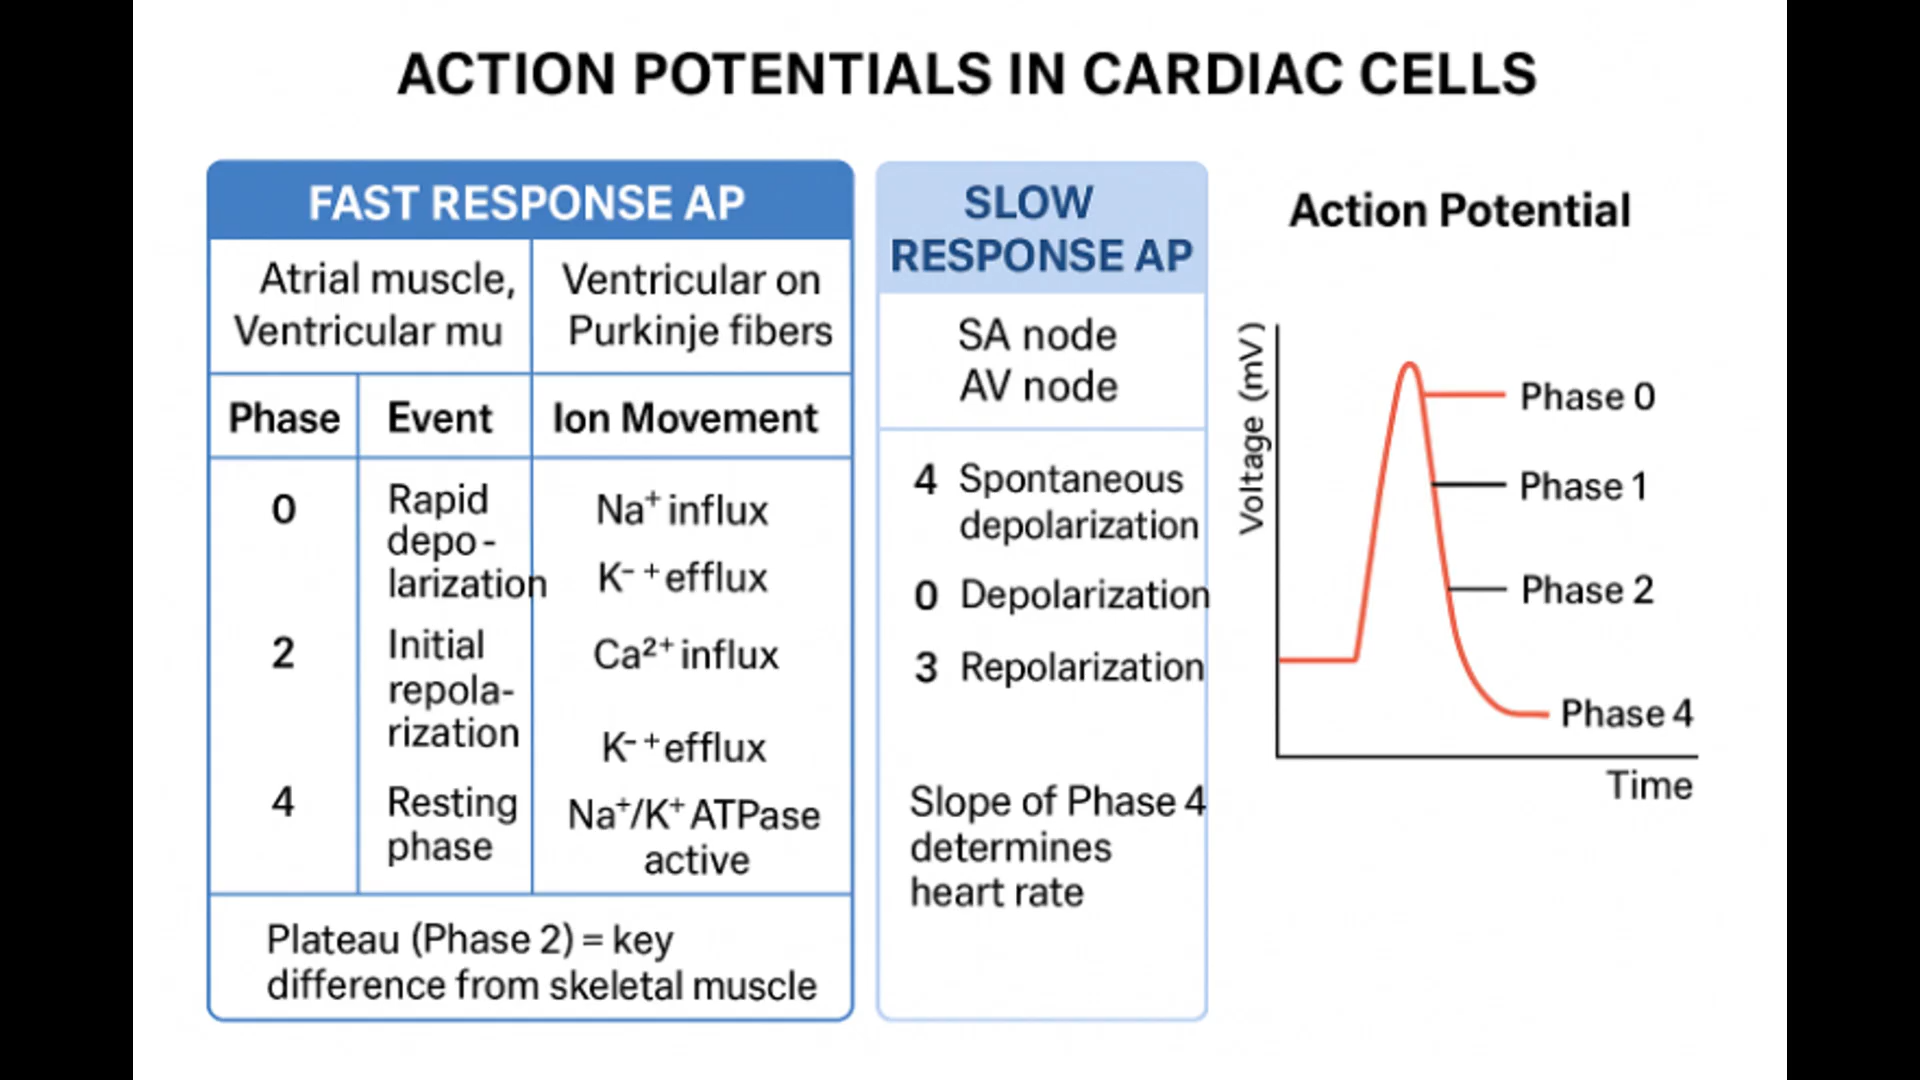 ACTION POTENTIALS IN CARDIAC CELLS
FAST RESPONSE AP
Atrial muscle,
Ventricular mu
Ventricular on
Purkinje fibers
Phase
Event
Ion Movement
0
Rapid
depo-
larization
Na⁺ influx
K⁻ ⁺ efflux
2
Initial
repola-
rization
Ca²⁺ influx
K⁻ ⁺ efflux
4
Resting
phase
Na⁺/K⁺ ATPase
active
Plateau (Phase 2) = key
difference from skeletal muscle
SLOW
RESPONSE AP
SA node
AV node
4 Spontaneous
depolarization
0 Depolarization
3 Repolarization
Slope of Phase 4
determines
heart rate
Action Potential
Voltage (mV)
Phase 0
Phase 1
Phase 2
Phase 4
Time